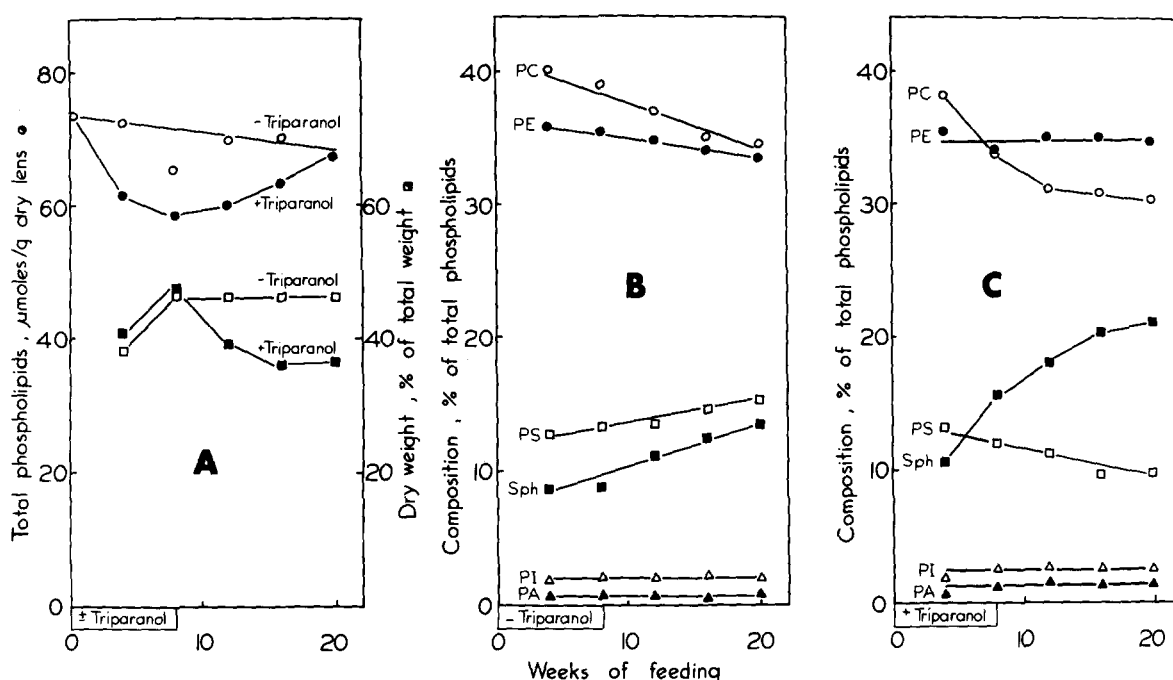 Total phospholipids, µmoles/g dry lens ●
80
60
40
20
0
-Triparanol
+Triparanol
-Triparanol
+Triparanol
A
60
40
20
Dry weight, % of total weight ■
± Triparanol
10
20
Composition, % of total phospholipids
40
30
20
10
0
PC
PE
B
PS
Sph
PI
PA
- Triparanol
10
20
Weeks of feeding
Composition, % of total phospholipids
40
30
20
10
0
PC
PE
C
PS
Sph
PI
PA
0
+ Triparanol
10
20